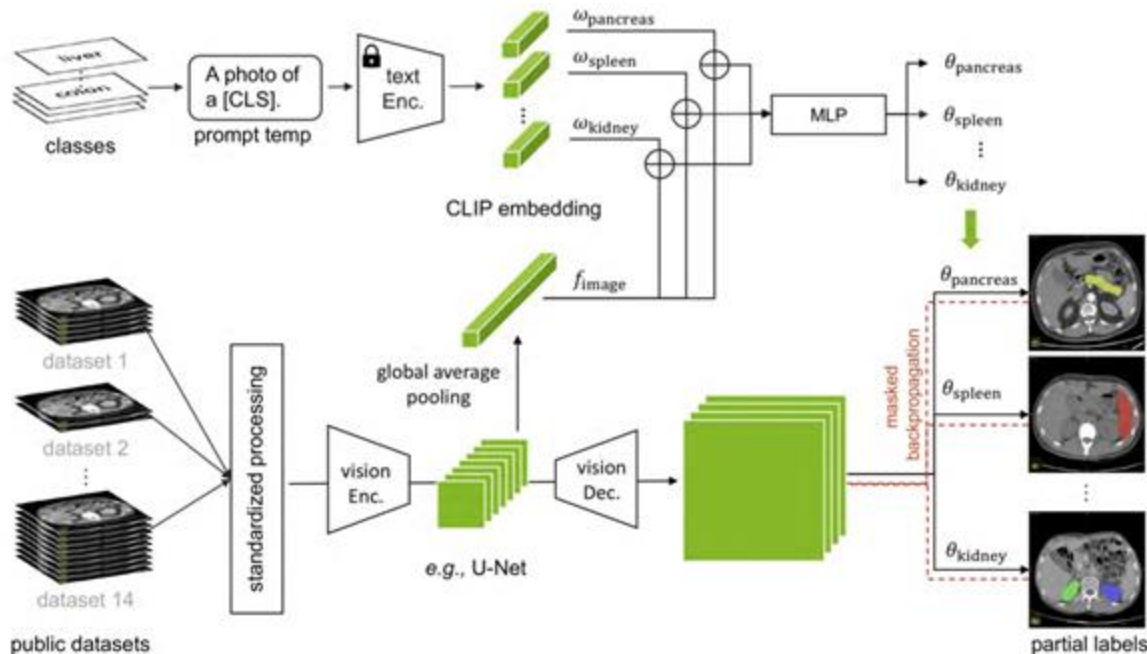 liver
colon
classes
A photo of
a [CLS].
prompt temp
text
Enc.
⋮
CLIP embedding
ω_pancreas
ω_spleen
ω_kidney
MLP
θ_pancreas
θ_spleen
⋮
θ_kidney
f_image
global average
pooling
dataset 1
dataset 2
⋮
dataset 14
public datasets
standardized processing
vision
Enc.
e.g., U-Net
vision
Dec.
masked
backpropagation
θ_pancreas
θ_spleen
⋮
θ_kidney
partial labels